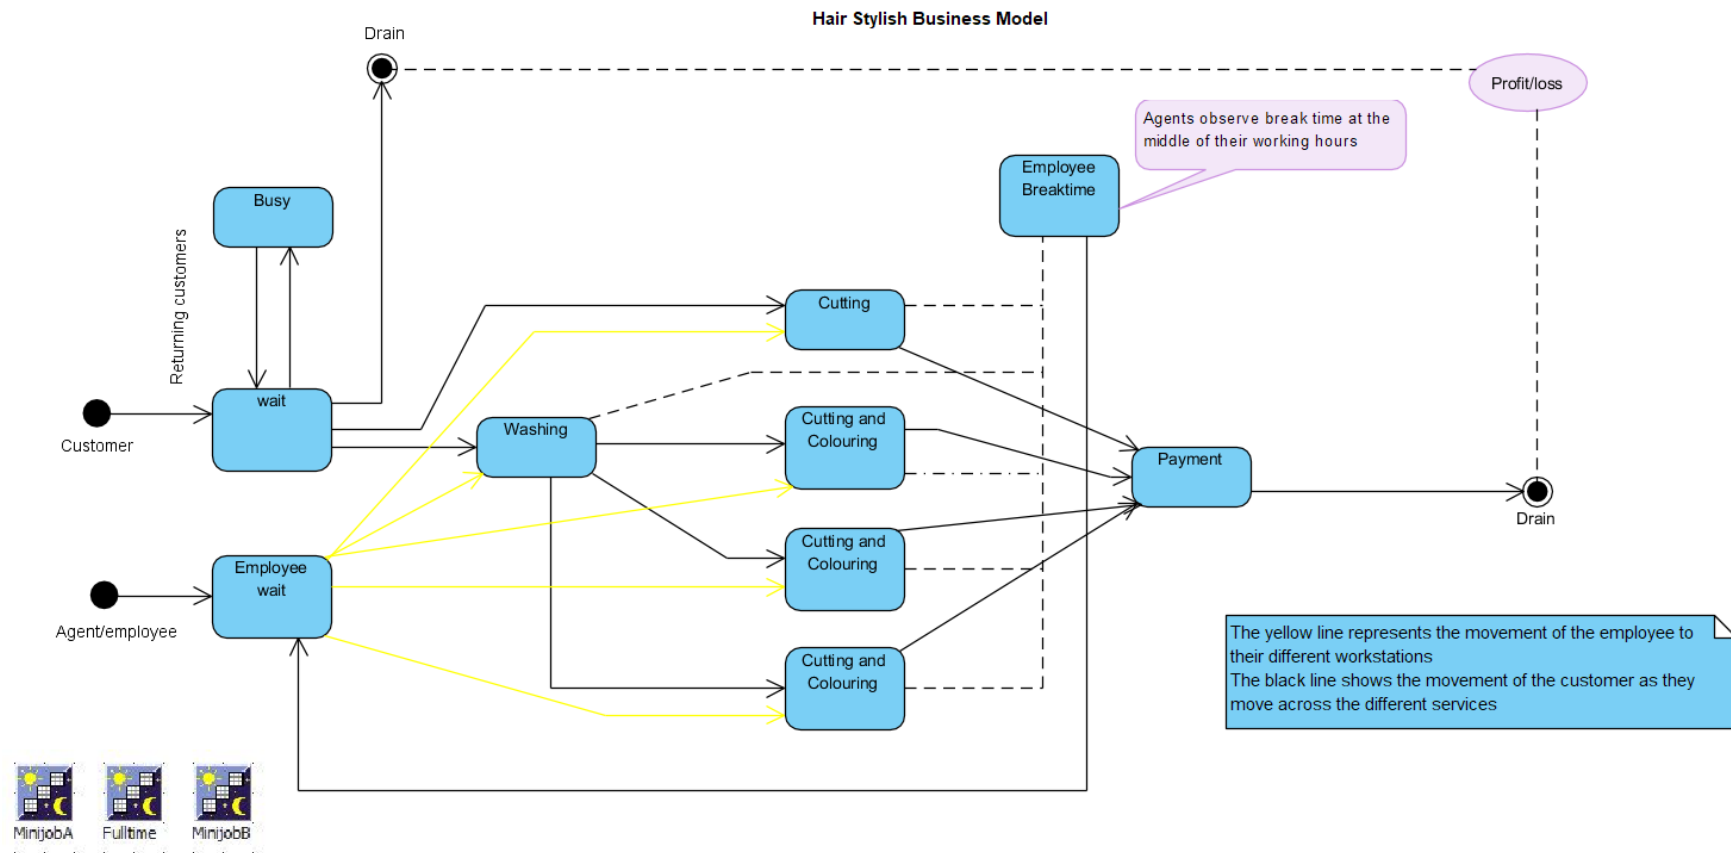 Hair Stylish Business Model
Drain
Profit/loss
Agents observe break time at the
middle of their working hours
Employee
Breaktime
Busy
Returning customers
Cutting
wait
Customer
Washing
Cutting and
Colouring
Payment
Drain
Cutting and
Colouring
Employee
wait
Agent/employee
Cutting and
Colouring
The yellow line represents the movement of the employee to
their different workstations
The black line shows the movement of the customer as they
move across the different services
MinijobA
Fulltime
MinijobB